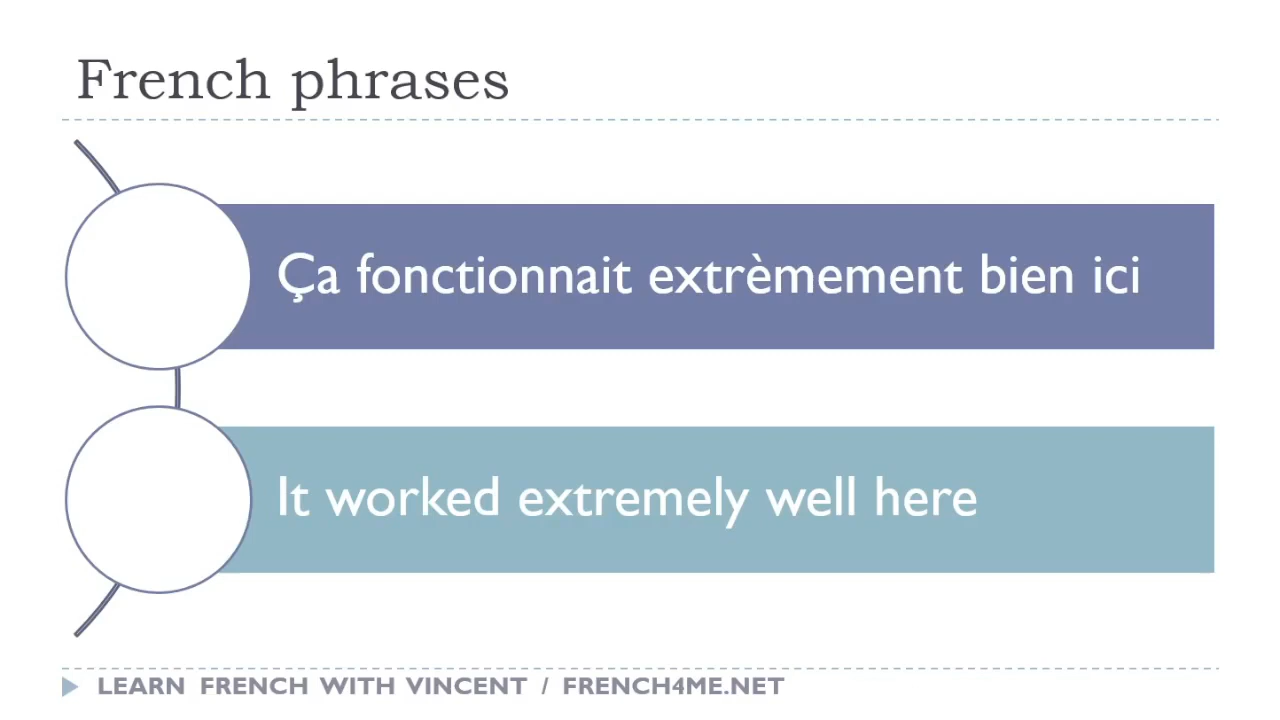 French phrases
Ça fonctionnait extrèmement bien ici
It worked extremely well here
LEARN FRENCH WITH VINCENT / FRENCH4ME.NET